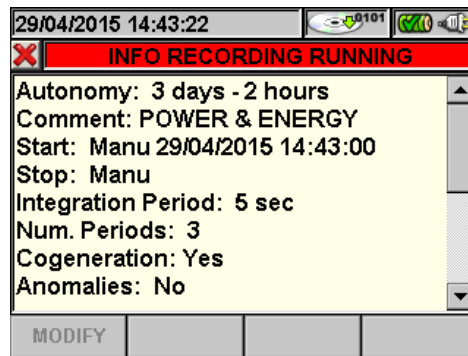 29/04/2015 14:43:22
0101
INFO RECORDING RUNNING
Autonomy: 3 days - 2 hours
Comment: POWER & ENERGY
Start: Manu 29/04/2015 14:43:00
Stop: Manu
Integration Period: 5 sec
Num. Periods: 3
Cogeneration: Yes
Anomalies: No
MODIFY